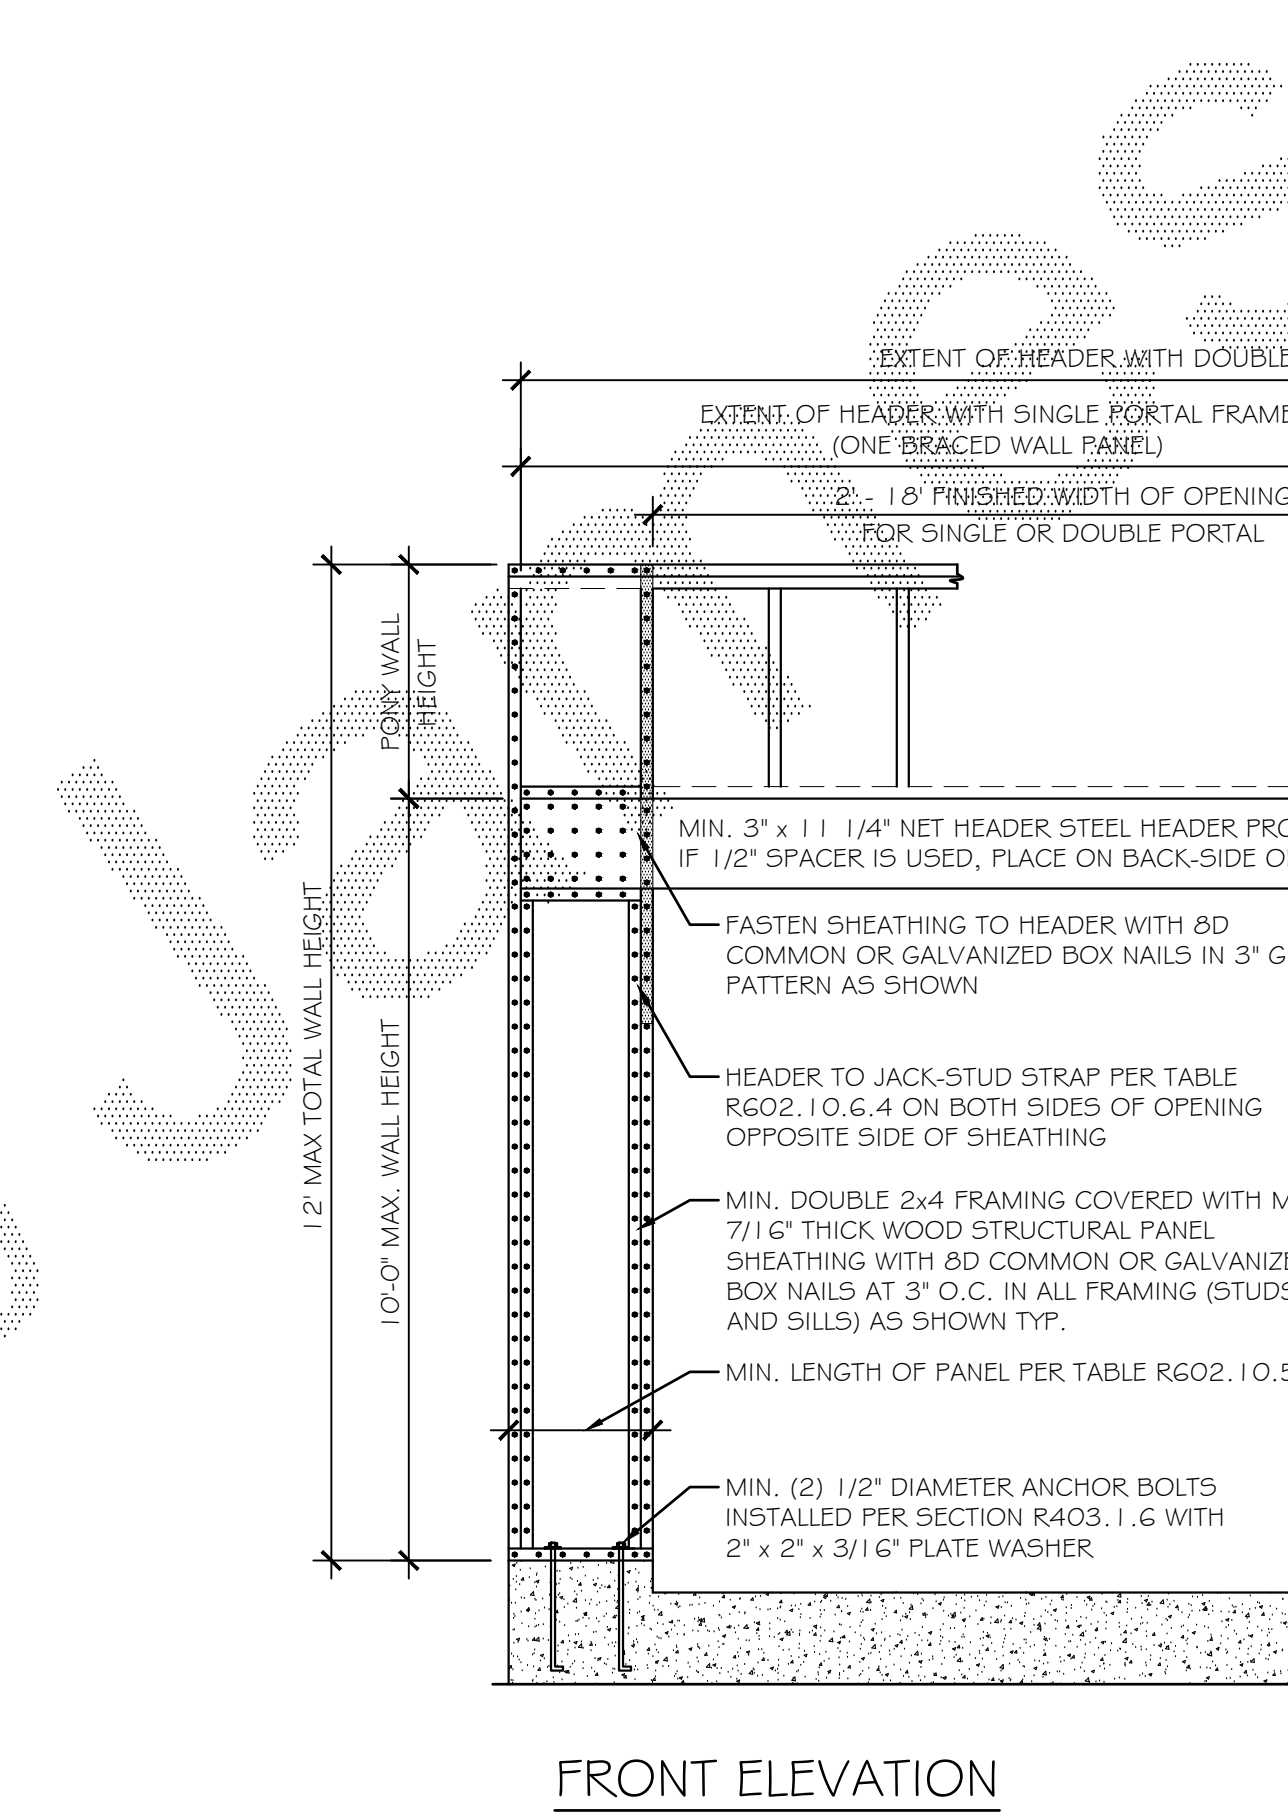 EXTENT OF HEADER WITH DOUBLE
EXTENT OF HEADER WITH SINGLE PORTAL FRAME
(ONE BRACED WALL PANEL)
2' - 18' FINISHED WIDTH OF OPENING
FOR SINGLE OR DOUBLE PORTAL
PONY WALL
HEIGHT
12' MAX TOTAL WALL HEIGHT
10'-0" MAX. WALL HEIGHT
MIN. 3" x 11 1/4" NET HEADER STEEL HEADER
IF 1/2" SPACER IS USED, PLACE ON BACK-SIDE
FASTEN SHEATHING TO HEADER WITH 8D
COMMON OR GALVANIZED BOX NAILS IN 3"
PATTERN AS SHOWN
HEADER TO JACK-STUD STRAP PER TABLE
R602.10.6.4 ON BOTH SIDES OF OPENING
OPPOSITE SIDE OF SHEATHING
MIN. DOUBLE 2x4 FRAMING COVERED WITH
7/16" THICK WOOD STRUCTURAL PANEL
SHEATHING WITH 8D COMMON OR GALVANIZE
BOX NAILS AT 3" O.C. IN ALL FRAMING (STUDS
AND SILLS) AS SHOWN TYP.
MIN. LENGTH OF PANEL PER TABLE R602.10.5
MIN. (2) 1/2" DIAMETER ANCHOR BOLTS
INSTALLED PER SECTION R403.1.6 WITH
2" x 2" x 3/16" PLATE WASHER
FRONT ELEVATION